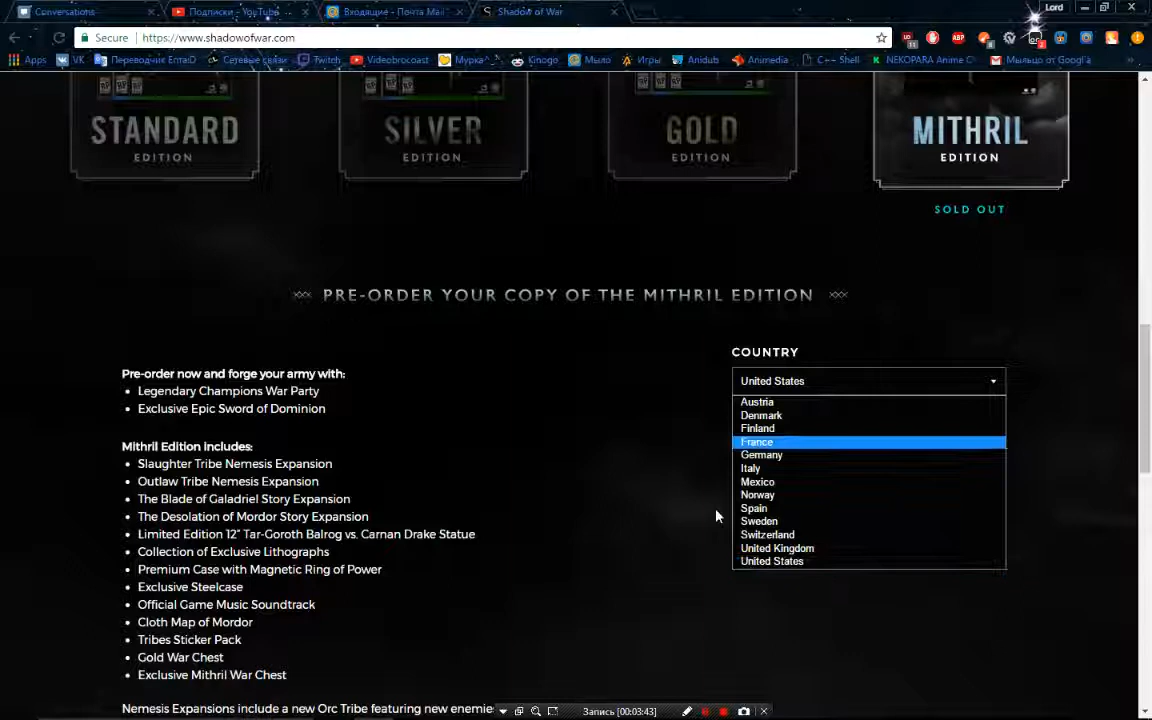 Conversations
Подписки - YouTube
Входящие - Почта Mail
Shadow of War
Lord
Secure
https://www.shadowofwar.com
Apps
VK
Переводчик EnтаD
Сетевые связи
Twitch
Videobrocoast
Мурка^_^
Kinogo
Мыло
Игры
Anidub
Animedia
C++ Shell
NEKOPARA Anime C
Мыльцо от Googl'а
STANDARD
EDITION
SILVER
EDITION
GOLD
EDITION
MITHRIL
EDITION
SOLD OUT
PRE-ORDER YOUR COPY OF THE MITHRIL EDITION
Pre-order now and forge your army with:
Legendary Champions War Party
Exclusive Epic Sword of Dominion
Mithril Edition includes:
Slaughter Tribe Nemesis Expansion
Outlaw Tribe Nemesis Expansion
The Blade of Galadriel Story Expansion
The Desolation of Mordor Story Expansion
Limited Edition 12" Tar-Goroth Balrog vs. Carnan Drake Statue
Collection of Exclusive Lithographs
Premium Case with Magnetic Ring of Power
Exclusive Steelcase
Official Game Music Soundtrack
Cloth Map of Mordor
Tribes Sticker Pack
Gold War Chest
Exclusive Mithril War Chest
Nemesis Expansions include a new Orc Tribe featuring new enemies
COUNTRY
United States
Austria
Denmark
Finland
France
Germany
Italy
Mexico
Norway
Spain
Sweden
Switzerland
United Kingdom
United States
Запись [00:03:43]